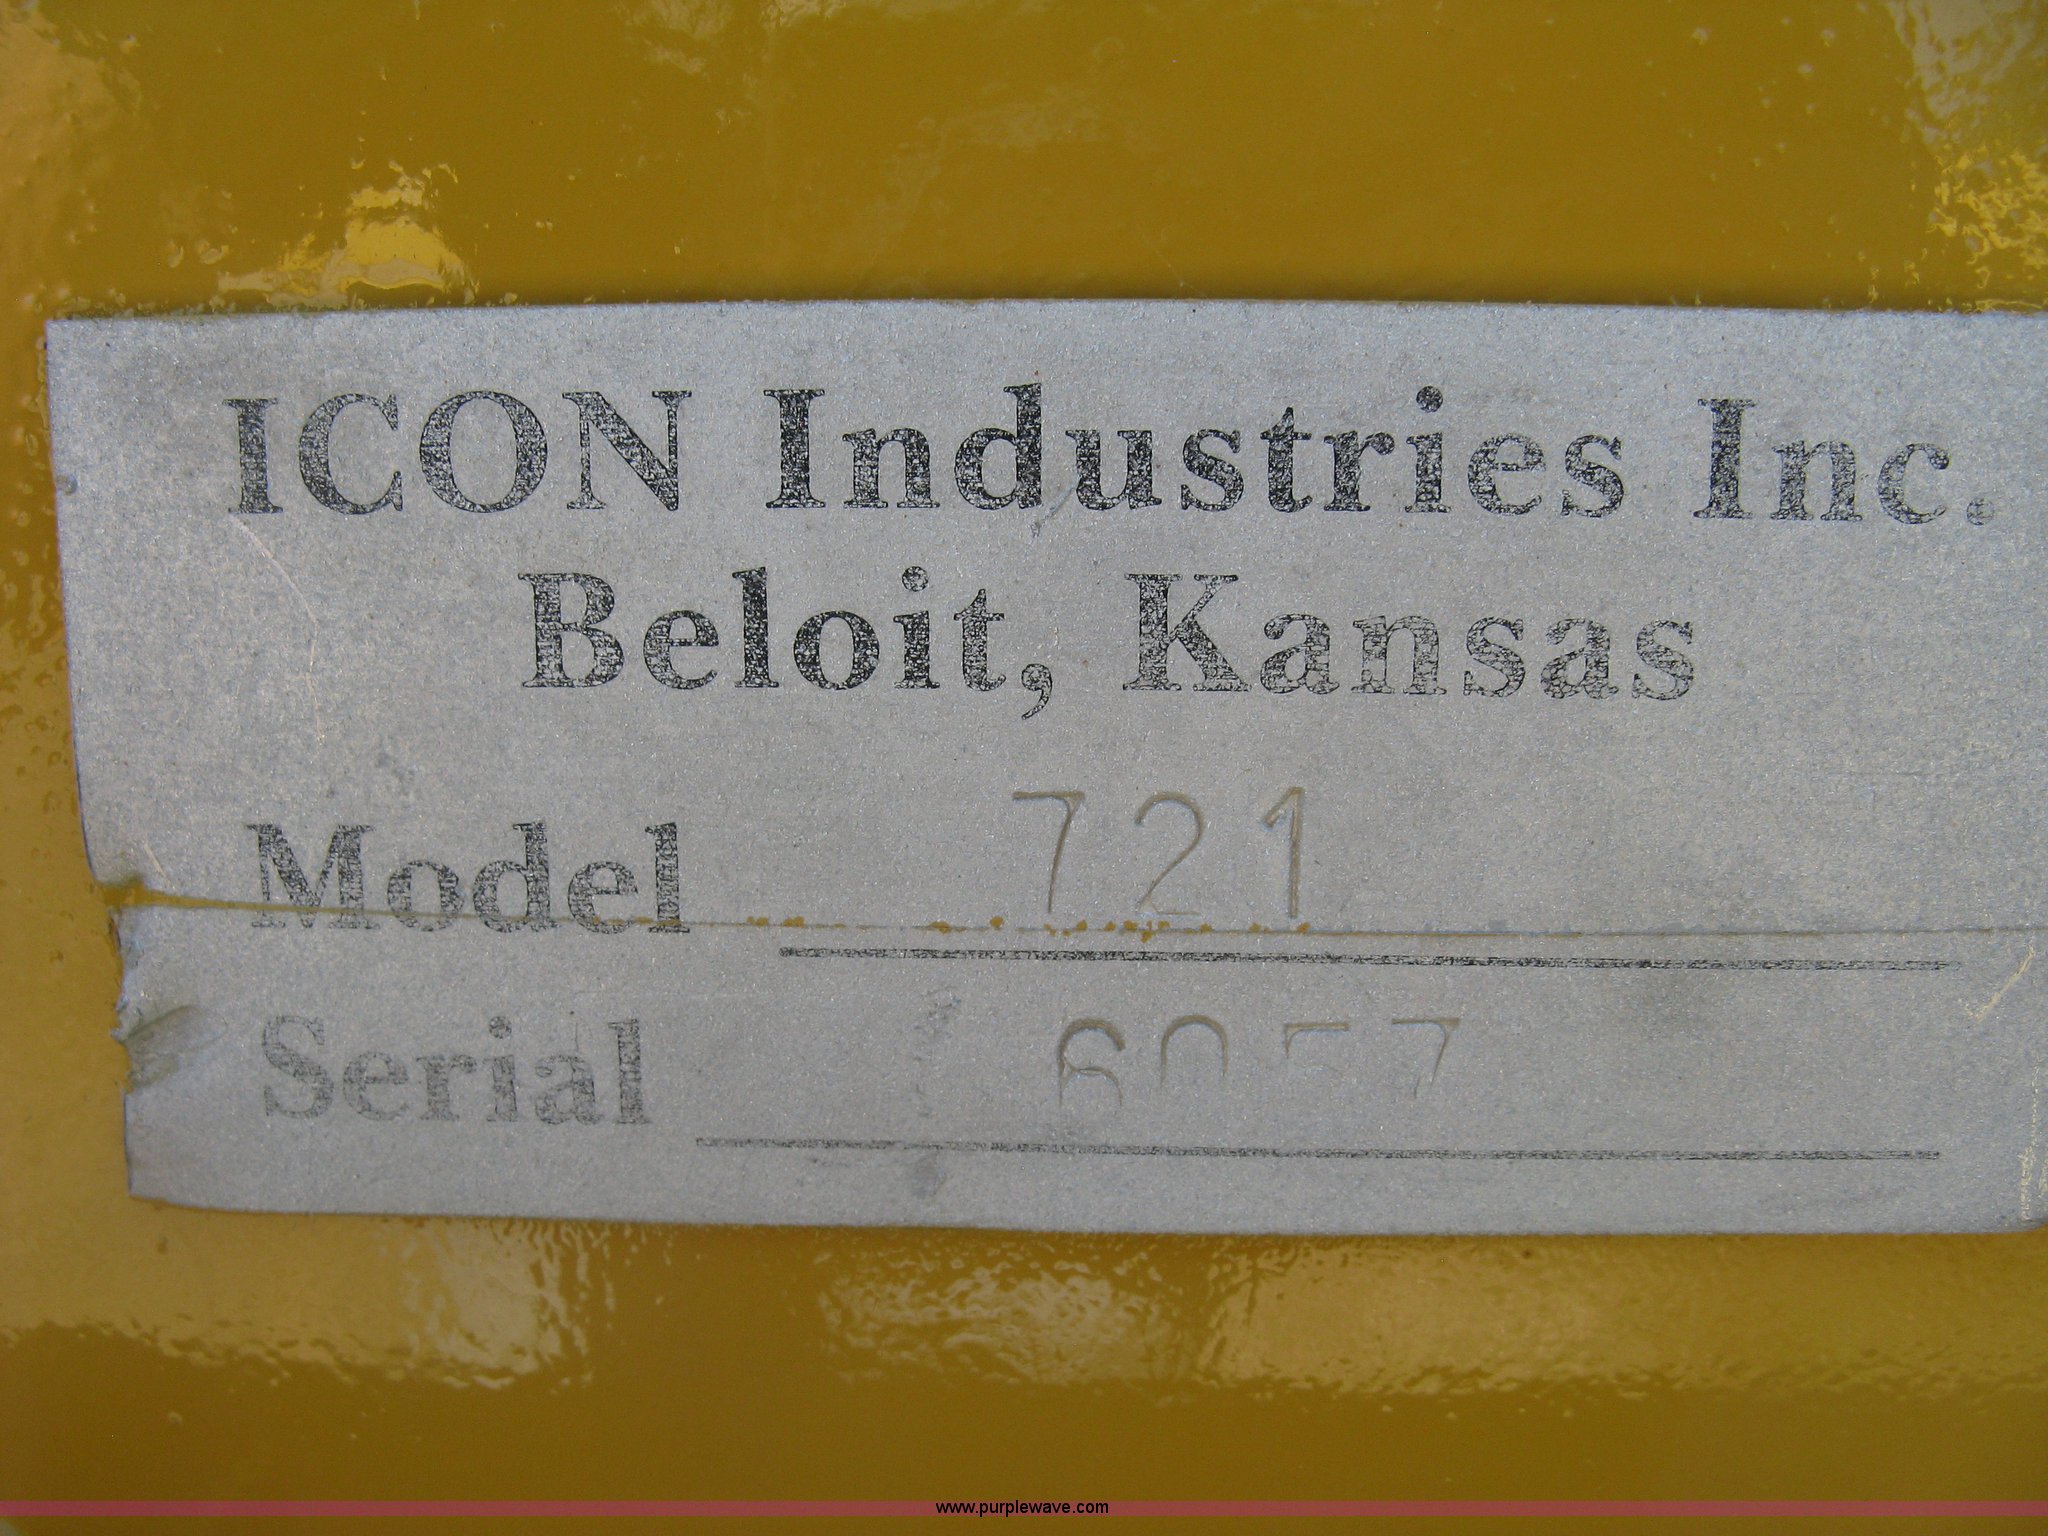 ICON Industries Inc.
Beloit, Kansas
Model 721
Serial
www.purplewave.com